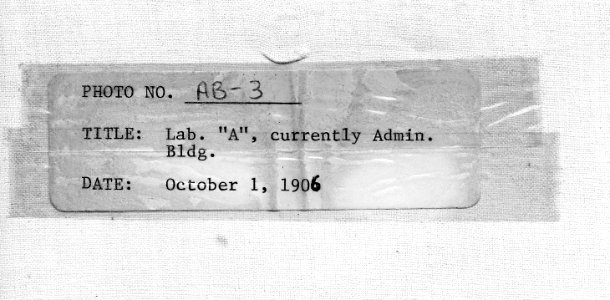 PHOTO NO. AB-3
TITLE: Lab. "A", currently Admin.
Bldg.
DATE: October 1, 1906